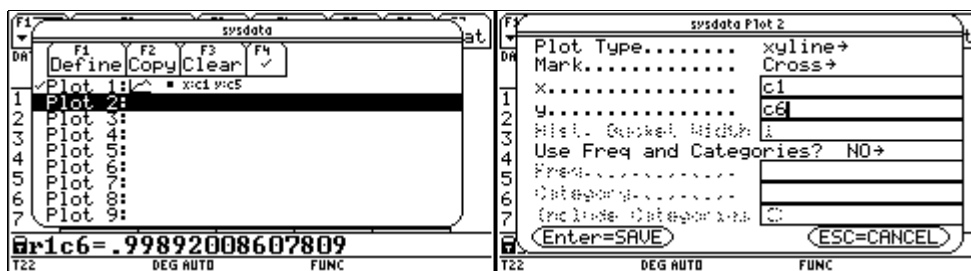 F1
sysdata
at
DA
F1 F2 F3 F4
Define Copy Clear ✓
✓Plot 1: x:c1 y:c5
1 Plot 2:
2 Plot 3:
3 Plot 4:
4 Plot 5:
5 Plot 6:
6 Plot 7:
Plot 8:
7 Plot 9:
r1c6=.99892008607809
T22 DEG AUTO FUNC
F1
sysdata Plot 2
t
DA
Plot Type........ xyline→
Mark............. Cross→
x................ c1
1 y................ c6
2 Hist. Bucket Width 1
3 Use Freq and Categories? NO→
4
5 Freq.............
6 Category.........
7 Include Categories {}
Enter=SAVE ESC=CANCEL
T22 DEG AUTO FUNC